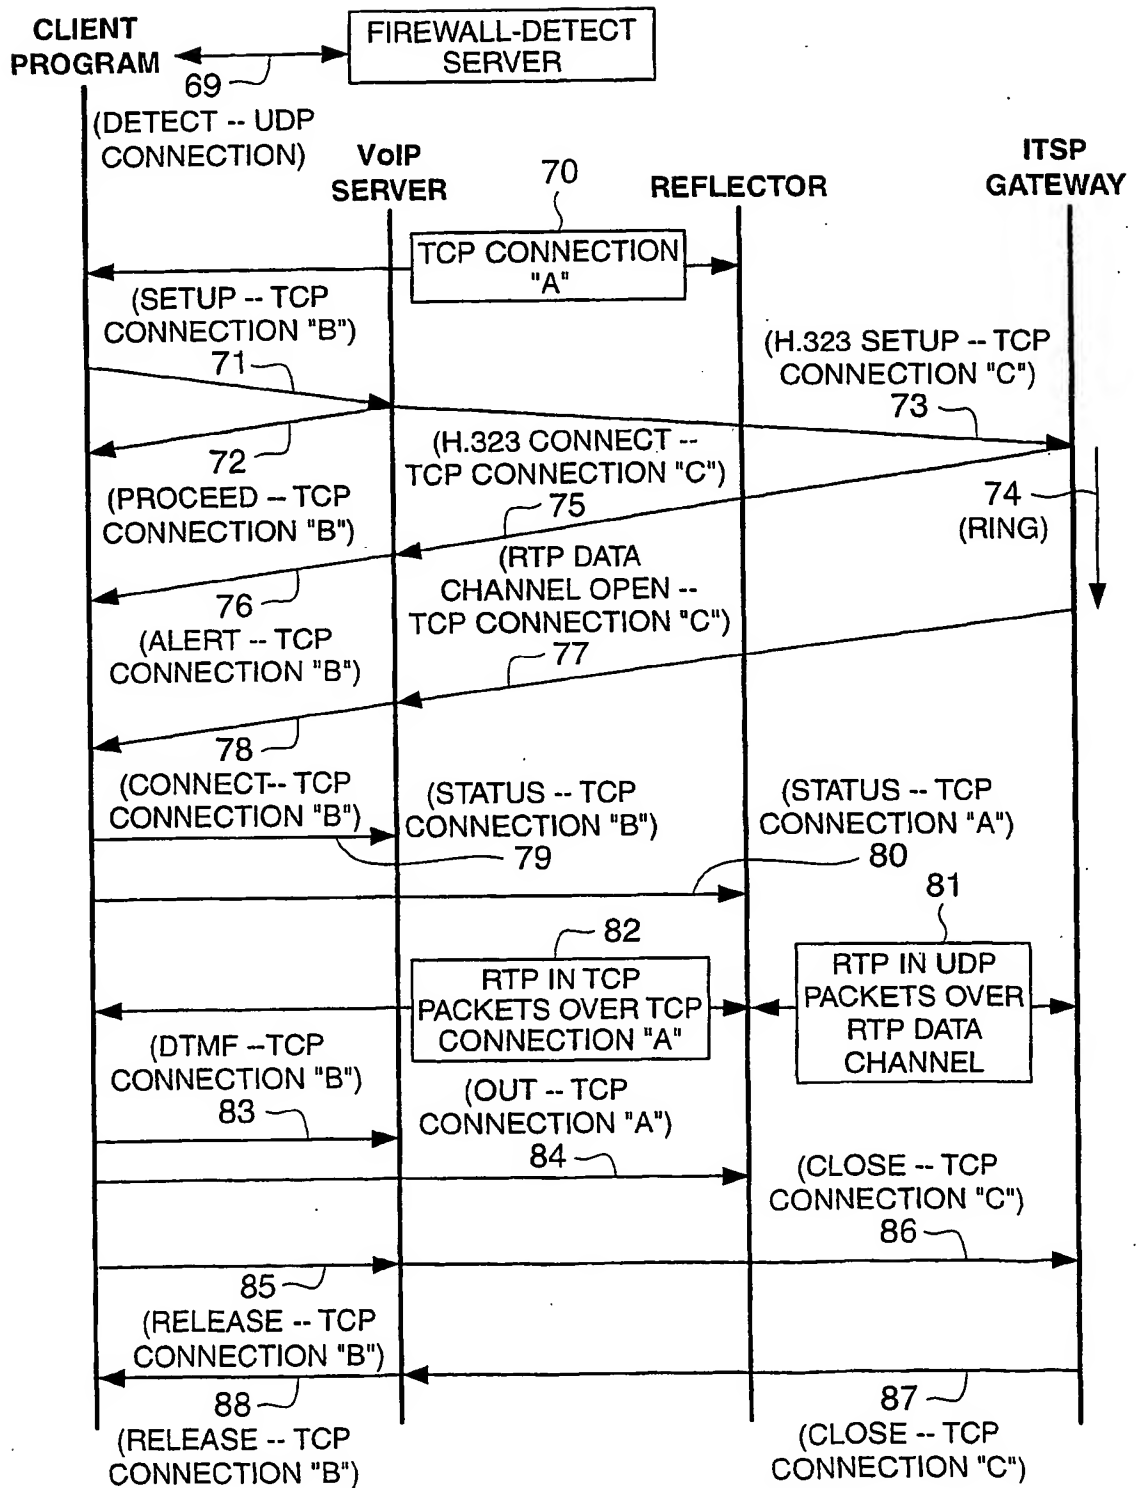 CLIENT
PROGRAM
FIREWALL-DETECT
SERVER
69
(DETECT -- UDP
CONNECTION)
VoIP
SERVER
70
REFLECTOR
ITSP
GATEWAY
TCP CONNECTION
"A"
(SETUP -- TCP
CONNECTION "B")
71
(H.323 SETUP -- TCP
CONNECTION "C")
73
72
(H.323 CONNECT --
TCP CONNECTION "C")
75
(PROCEED -- TCP
CONNECTION "B")
74
(RING)
76
(RTP DATA
CHANNEL OPEN --
TCP CONNECTION "C")
77
(ALERT -- TCP
CONNECTION "B")
78
(CONNECT-- TCP
CONNECTION "B")
(STATUS -- TCP
CONNECTION "B")
79
(STATUS -- TCP
CONNECTION "A")
80
82
81
RTP IN TCP
PACKETS OVER TCP
CONNECTION "A"
RTP IN UDP
PACKETS OVER
RTP DATA
CHANNEL
(DTMF --TCP
CONNECTION "B")
83
(OUT -- TCP
CONNECTION "A")
84
(CLOSE -- TCP
CONNECTION "C")
86
85
(RELEASE -- TCP
CONNECTION "B")
88
(RELEASE -- TCP
CONNECTION "B")
87
(CLOSE -- TCP
CONNECTION "C")